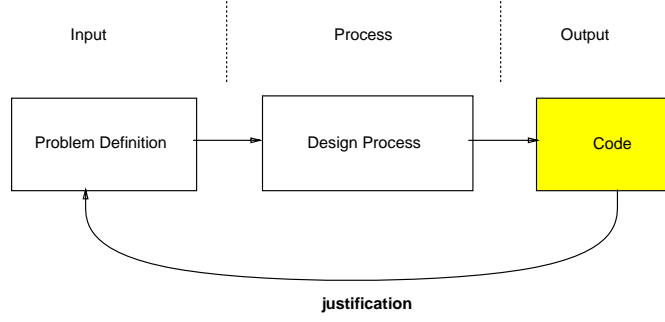 Input
Process
Output
Problem Definition
Design Process
Code
justification